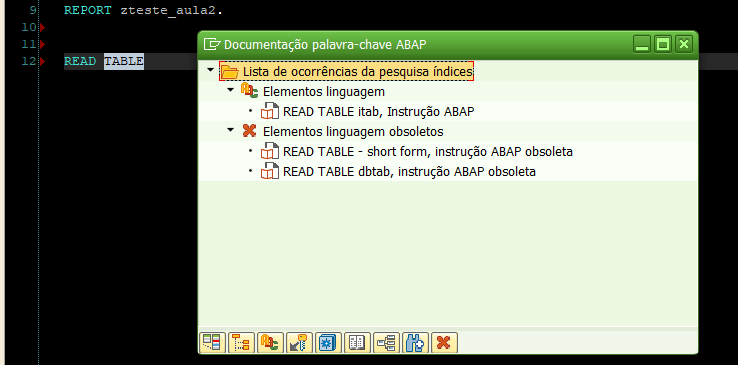 9 REPORT zteste_aula2.
10
11
12 READ TABLE
Documentação palavra-chave ABAP
Lista de ocorrências da pesquisa índices
Elementos linguagem
READ TABLE itab, Instrução ABAP
Elementos linguagem obsoletos
READ TABLE - short form, instrução ABAP obsoleta
READ TABLE dbtab, instrução ABAP obsoleta